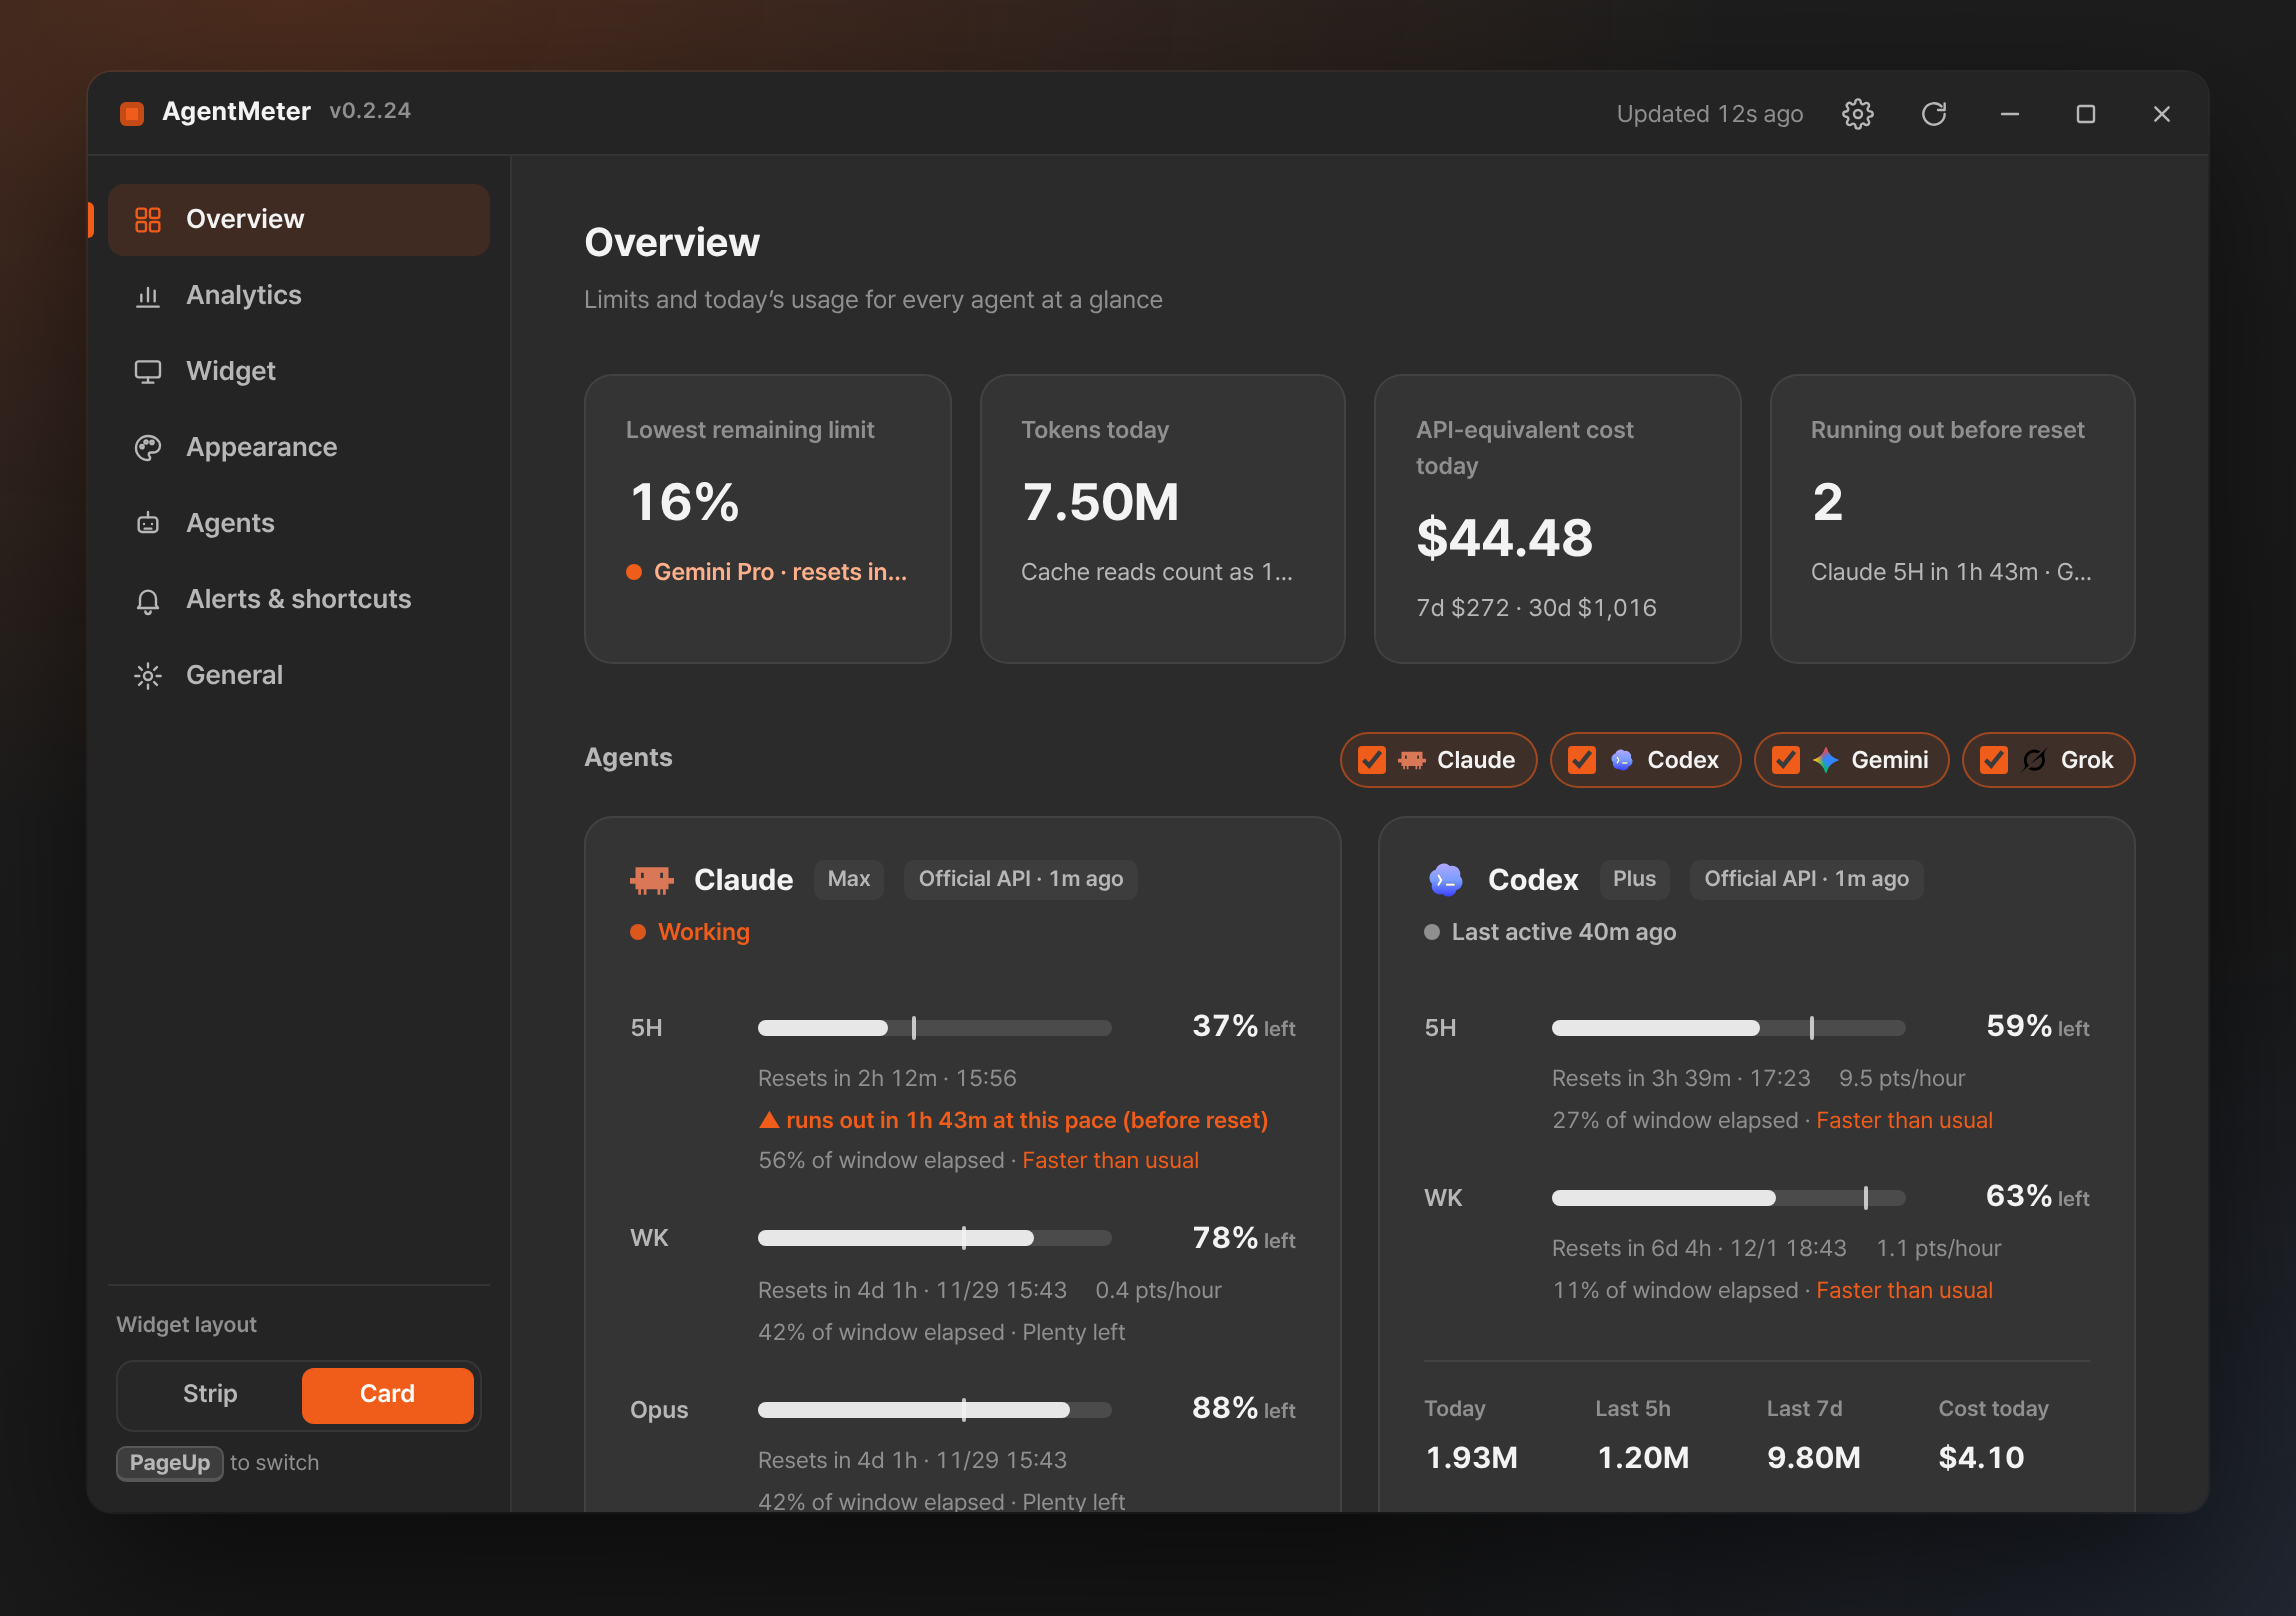 AgentMeter v0.2.24
Updated 12s ago
Overview
Analytics
Widget
Appearance
Agents
Alerts & shortcuts
General
Widget layout
Strip
Card
PageUp to switch
Overview
Limits and today’s usage for every agent at a glance
Lowest remaining limit
16%
Gemini Pro · resets in...
Tokens today
7.50M
Cache reads count as 1...
API-equivalent cost
today
$44.48
7d $272 · 30d $1,016
Running out before reset
2
Claude 5H in 1h 43m · G...
Agents
Claude
Codex
Gemini
Grok
Claude Max Official API · 1m ago
Working
5H 37% left
Resets in 2h 12m · 15:56
▲ runs out in 1h 43m at this pace (before reset)
56% of window elapsed · Faster than usual
WK 78% left
Resets in 4d 1h · 11/29 15:43 0.4 pts/hour
42% of window elapsed · Plenty left
Opus 88% left
Resets in 4d 1h · 11/29 15:43
42% of window elapsed · Plenty left
Codex Plus Official API · 1m ago
Last active 40m ago
5H 59% left
Resets in 3h 39m · 17:23 9.5 pts/hour
27% of window elapsed · Faster than usual
WK 63% left
Resets in 6d 4h · 12/1 18:43 1.1 pts/hour
11% of window elapsed · Faster than usual
Today Last 5h Last 7d Cost today
1.93M 1.20M 9.80M $4.10